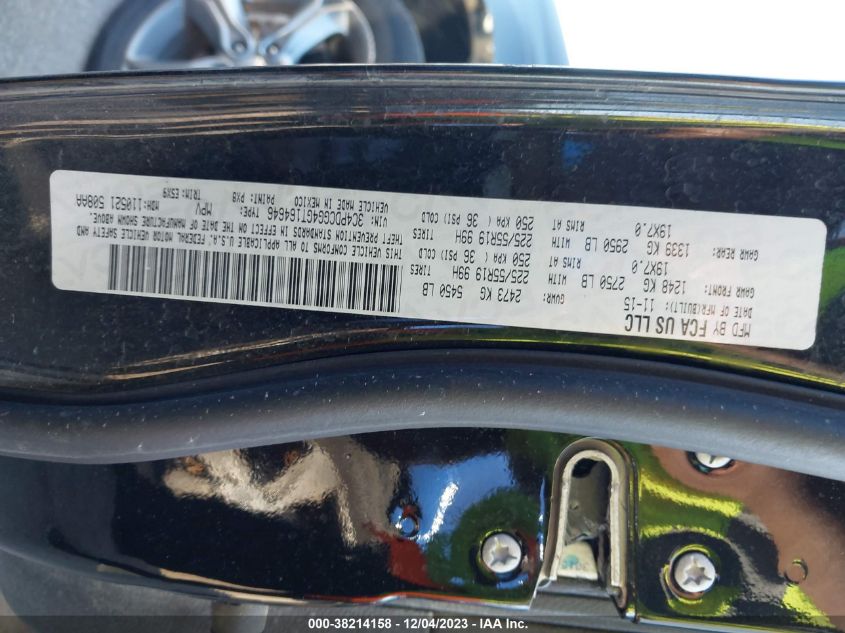 MFD BY FCA US LLC
DATE OF MFR(BUILT): 11-15
GVWR: 2473 KG 5450 LB
GAWR FRONT: 1248 KG 2750 LB WITH 225/55R19 99H TIRES
19X7.0 RIMS AT 250 KPA ( 36 PSI) COLD
GAWR REAR: 1339 KG 2950 LB WITH 225/55R19 99H TIRES
19X7.0 RIMS AT 250 KPA ( 36 PSI) COLD
THIS VEHICLE CONFORMS TO ALL APPLICABLE U.S.A. FEDERAL MOTOR VEHICLE SAFETY AND
THEFT PREVENTION STANDARDS IN EFFECT ON THE DATE OF MANUFACTURE SHOWN ABOVE.
VIN: 3C4PDCGG4GT184646 TYPE: MPV MDH: 110521 508AA
VEHICLE MADE IN MEXICO PAINT: PX8 TRIM: E5X9
000-38214158 - 12/04/2023 - IAA Inc.